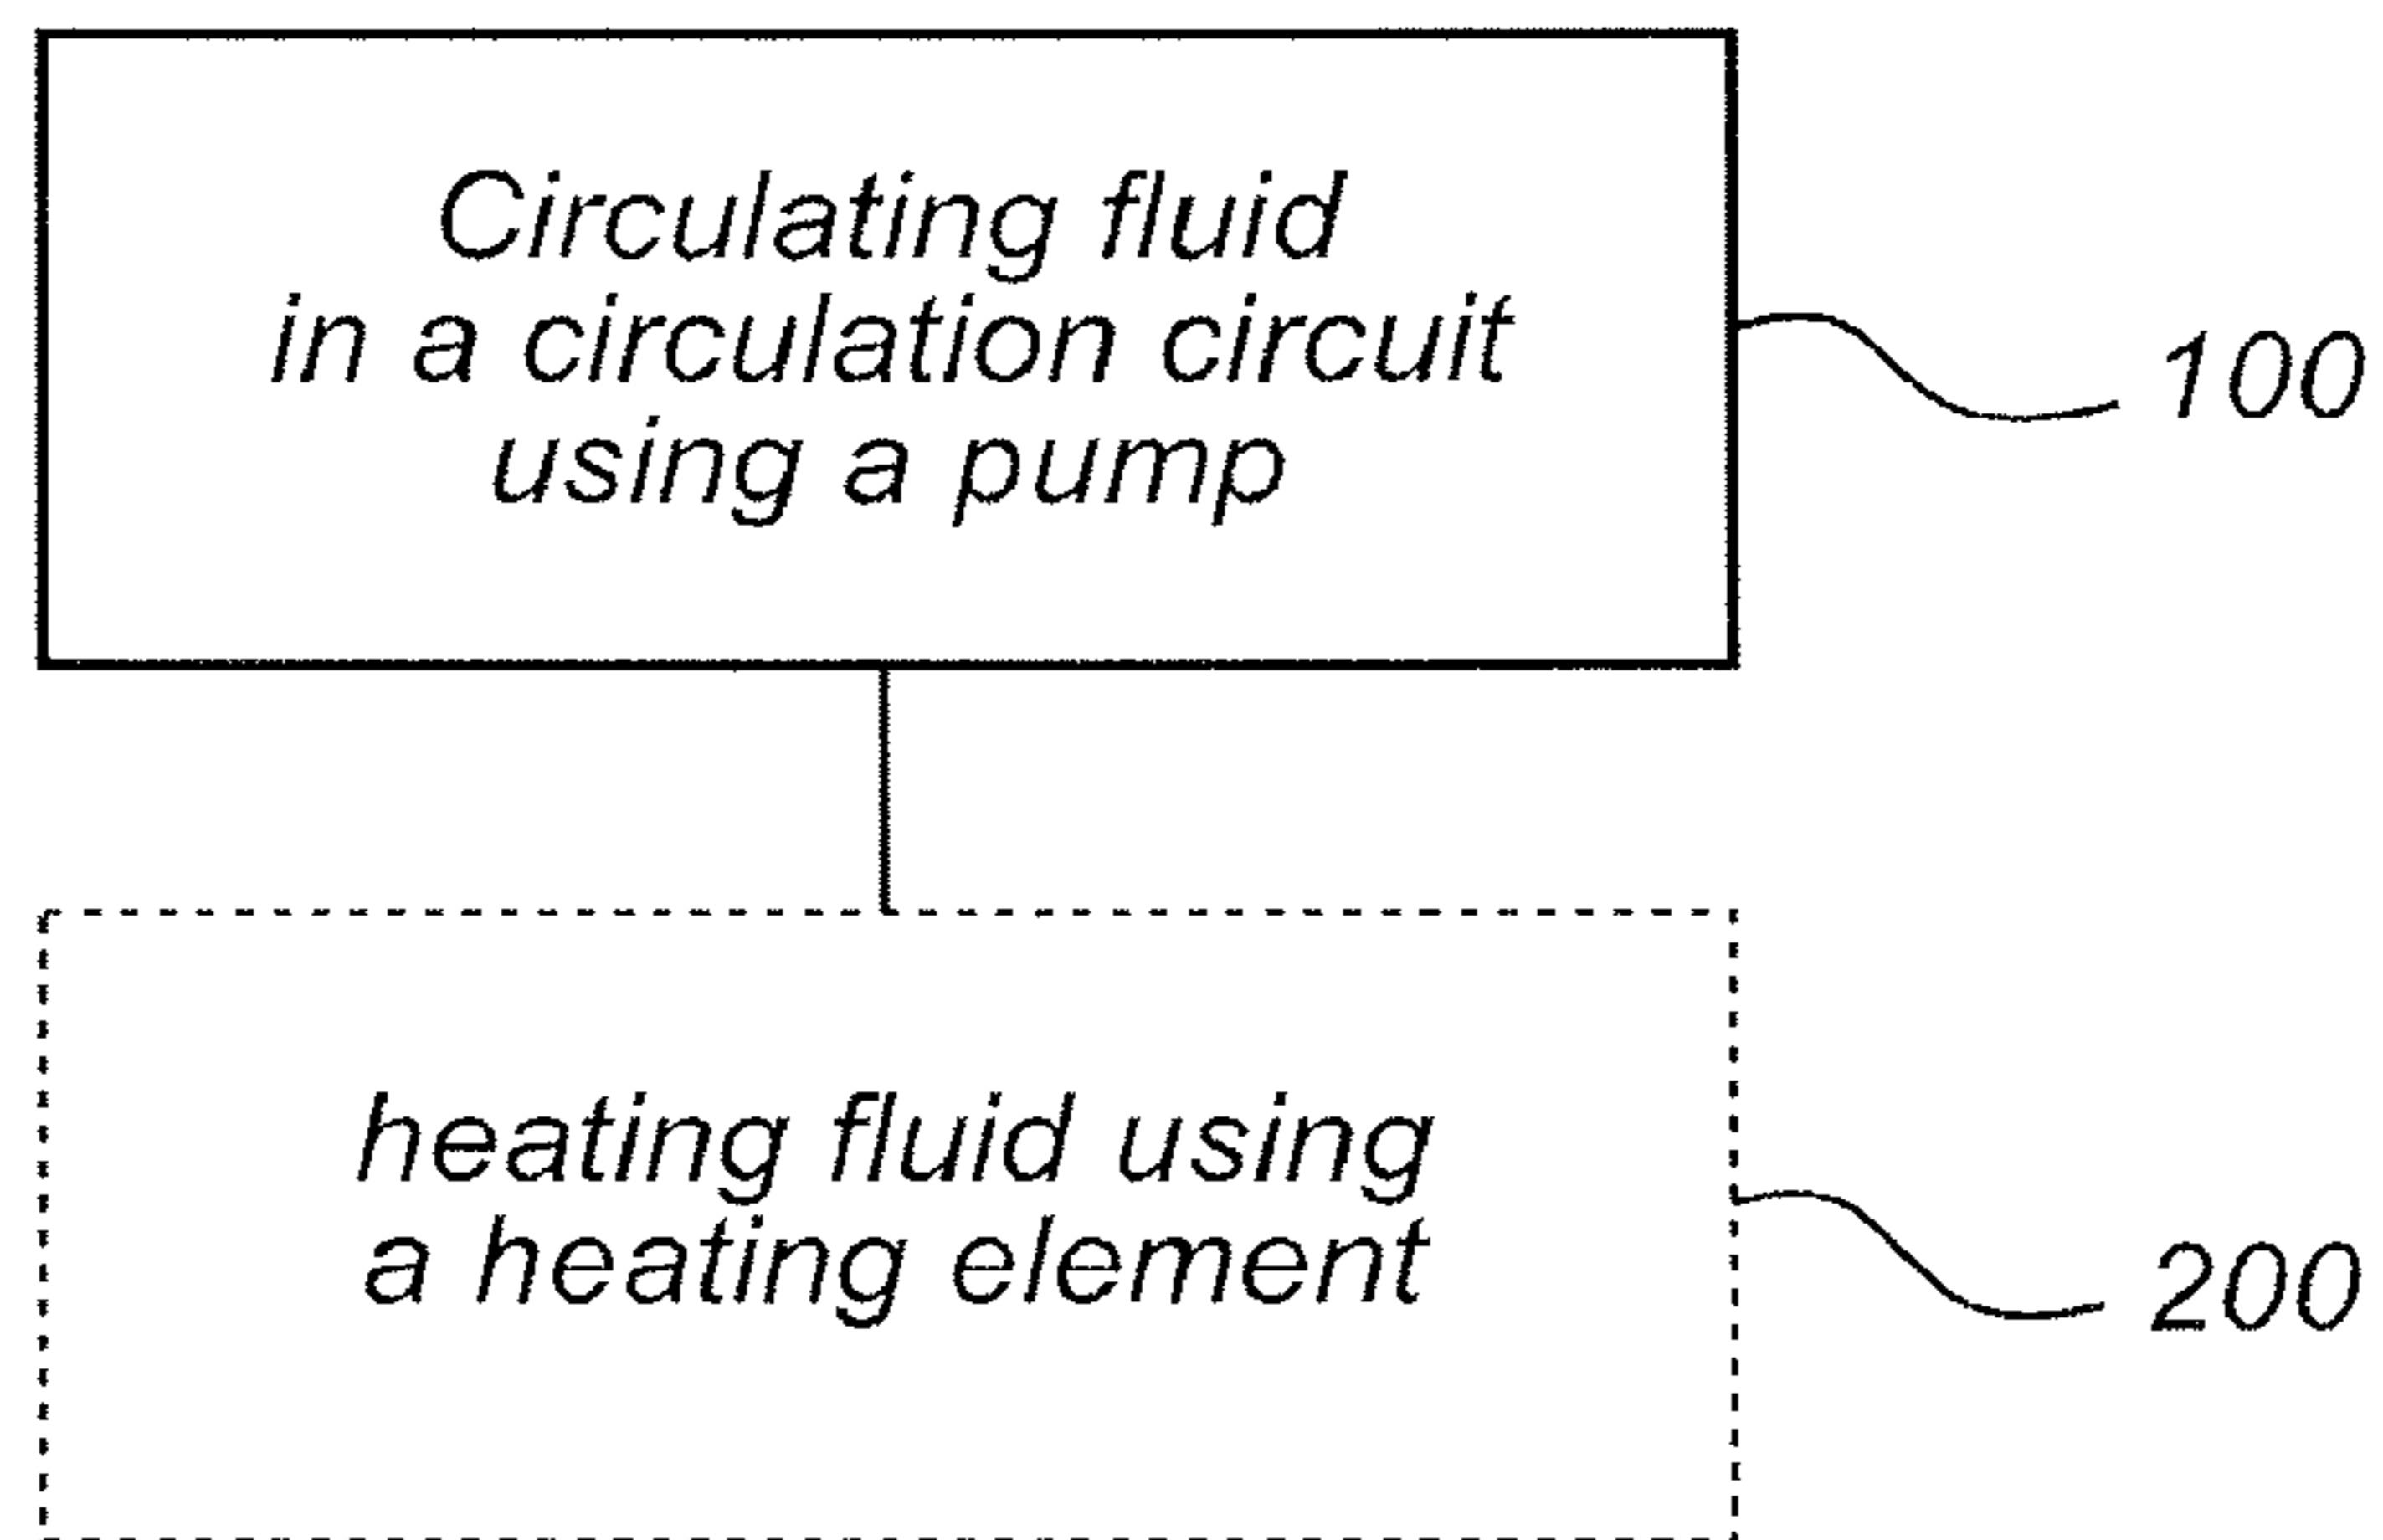 Circulating fluid
in a circulation circuit
using a pump
100
heating fluid using
a heating element
200